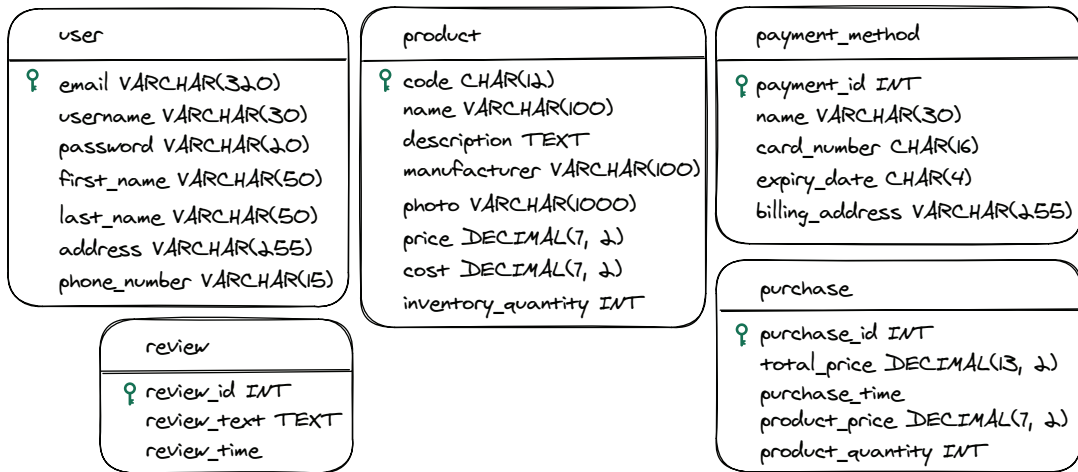 user
email VARCHAR(320)
username VARCHAR(30)
password VARCHAR(20)
first_name VARCHAR(50)
last_name VARCHAR(50)
address VARCHAR(255)
phone_number VARCHAR(15)
product
code CHAR(12)
name VARCHAR(100)
description TEXT
manufacturer VARCHAR(100)
photo VARCHAR(1000)
price DECIMAL(7, 2)
cost DECIMAL(7, 2)
inventory_quantity INT
payment_method
payment_id INT
name VARCHAR(30)
card_number CHAR(16)
expiry_date CHAR(4)
billing_address VARCHAR(255)
review
review_id INT
review_text TEXT
review_time
purchase
purchase_id INT
total_price DECIMAL(13, 2)
purchase_time
product_price DECIMAL(7, 2)
product_quantity INT